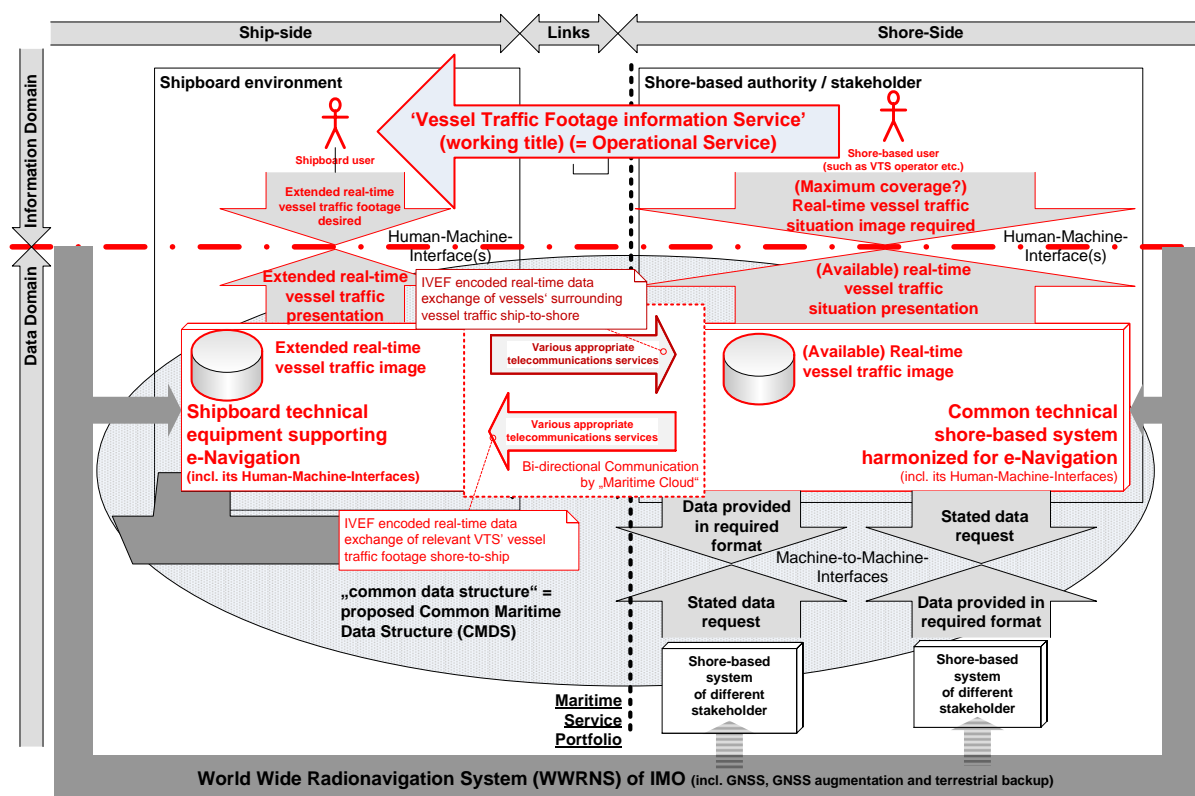 Ship-side
Links
Shore-Side
Information Domain
Data Domain
Shipboard environment
Shore-based authority / stakeholder
‘Vessel Traffic Footage information Service’
(working title) (= Operational Service)
Shipboard user
Shore-based user
(such as VTS operator etc.)
Extended real-time
vessel traffic footage
desired
(Maximum coverage?)
Real-time vessel traffic
situation image required
Human-Machine-
Interface(s)
Human-Machine-
Interface(s)
Extended real-time
vessel traffic
presentation
IVEF encoded real-time data
exchange of vessels‘ surrounding
vessel traffic ship-to-shore
(Available) real-time
vessel traffic
situation presentation
Extended real-time
vessel traffic image
Various appropriate
telecommunications services
(Available) Real-time
vessel traffic image
Shipboard technical
equipment supporting
e-Navigation
(incl. its Human-Machine-Interfaces)
Various appropriate
telecommunications services
Bi-directional Communication
by „Maritime Cloud“
Common technical
shore-based system
harmonized for e-Navigation
(incl. its Human-Machine-Interfaces)
IVEF encoded real-time data
exchange of relevant VTS’ vessel
traffic footage shore-to-ship
Data provided
in required
format
Stated data
request
Machine-to-Machine-
Interfaces
„common data structure“ =
proposed Common Maritime
Data Structure (CMDS)
Stated data
request
Data provided in
required format
Shore-based
system
of different
stakeholder
Shore-based
system
of different
stakeholder
Maritime
Service
Portfolio
World Wide Radionavigation System (WWRNS) of IMO (incl. GNSS, GNSS augmentation and terrestrial backup)